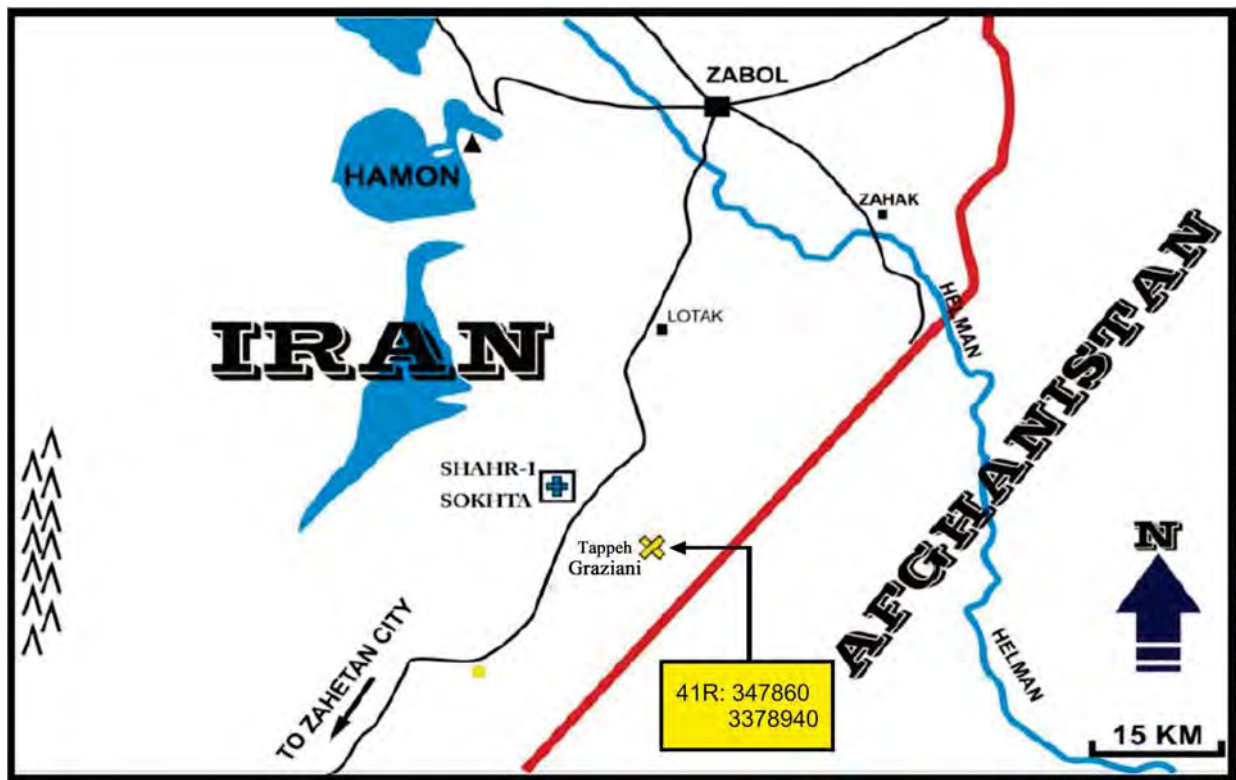 ZABOL
HAMON
ZAHAK
HELMAN
LOTAK
IRAN
AFGHANISTAN
SHAHR-I
SOKHTA
Tappeh
Graziani
N
HELMAN
41R: 347860
3378940
TO ZAHETAN CITY
15 KM